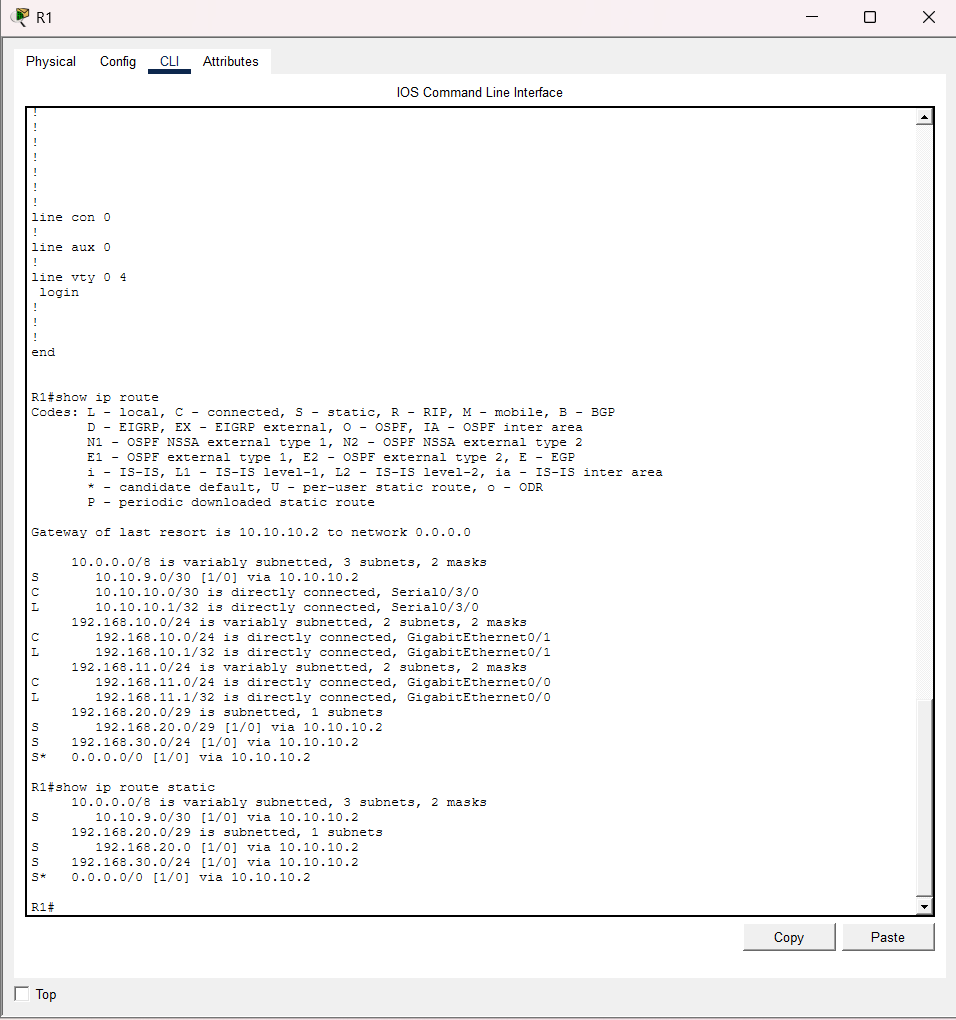 R1
Physical Config CLI Attributes
IOS Command Line Interface
!
!
!
!
!
!
!
line con 0
!
line aux 0
!
line vty 0 4
 login
!
!
!
end
R1#show ip route
Codes: L - local, C - connected, S - static, R - RIP, M - mobile, B - BGP
       D - EIGRP, EX - EIGRP external, O - OSPF, IA - OSPF inter area
       N1 - OSPF NSSA external type 1, N2 - OSPF NSSA external type 2
       E1 - OSPF external type 1, E2 - OSPF external type 2, E - EGP
       i - IS-IS, L1 - IS-IS level-1, L2 - IS-IS level-2, ia - IS-IS inter area
       * - candidate default, U - per-user static route, o - ODR
       P - periodic downloaded static route
Gateway of last resort is 10.10.10.2 to network 0.0.0.0
     10.0.0.0/8 is variably subnetted, 3 subnets, 2 masks
S       10.10.9.0/30 [1/0] via 10.10.10.2
C       10.10.10.0/30 is directly connected, Serial0/3/0
L       10.10.10.1/32 is directly connected, Serial0/3/0
     192.168.10.0/24 is variably subnetted, 2 subnets, 2 masks
C       192.168.10.0/24 is directly connected, GigabitEthernet0/1
L       192.168.10.1/32 is directly connected, GigabitEthernet0/1
     192.168.11.0/24 is variably subnetted, 2 subnets, 2 masks
C       192.168.11.0/24 is directly connected, GigabitEthernet0/0
L       192.168.11.1/32 is directly connected, GigabitEthernet0/0
     192.168.20.0/29 is subnetted, 1 subnets
S       192.168.20.0/29 [1/0] via 10.10.10.2
S    192.168.30.0/24 [1/0] via 10.10.10.2
S*   0.0.0.0/0 [1/0] via 10.10.10.2
R1#show ip route static
     10.0.0.0/8 is variably subnetted, 3 subnets, 2 masks
S       10.10.9.0/30 [1/0] via 10.10.10.2
     192.168.20.0/29 is subnetted, 1 subnets
S       192.168.20.0 [1/0] via 10.10.10.2
S    192.168.30.0/24 [1/0] via 10.10.10.2
S*   0.0.0.0/0 [1/0] via 10.10.10.2
R1#
Copy Paste
Top